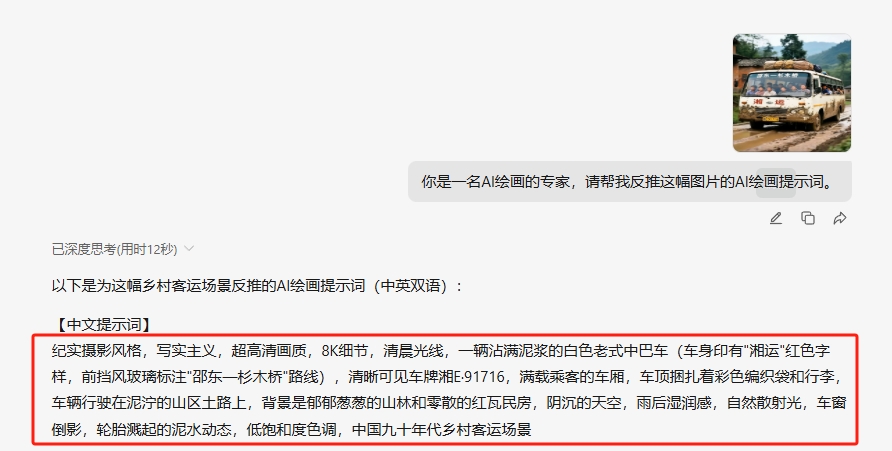 湘运
你是一名AI绘画的专家，请帮我反推这幅图片的AI绘画提示词。
已深度思考(用时12秒)
以下是为这幅乡村客运场景反推的AI绘画提示词（中英双语）：
【中文提示词】
纪实摄影风格，写实主义，超高清画质，8K细节，清晨光线，一辆沾满泥浆的白色老式中巴车（车身印有"湘运"红色字
样，前挡风玻璃标注"邵东—杉木桥"路线），清晰可见车牌湘E·91716，满载乘客的车厢，车顶捆扎着彩色编织袋和行李，
车辆行驶在泥泞的山区土路上，背景是郁郁葱葱的山林和零散的红瓦民房，阴沉的天空，雨后湿润感，自然散射光，车窗
倒影，轮胎溅起的泥水动态，低饱和度色调，中国九十年代乡村客运场景